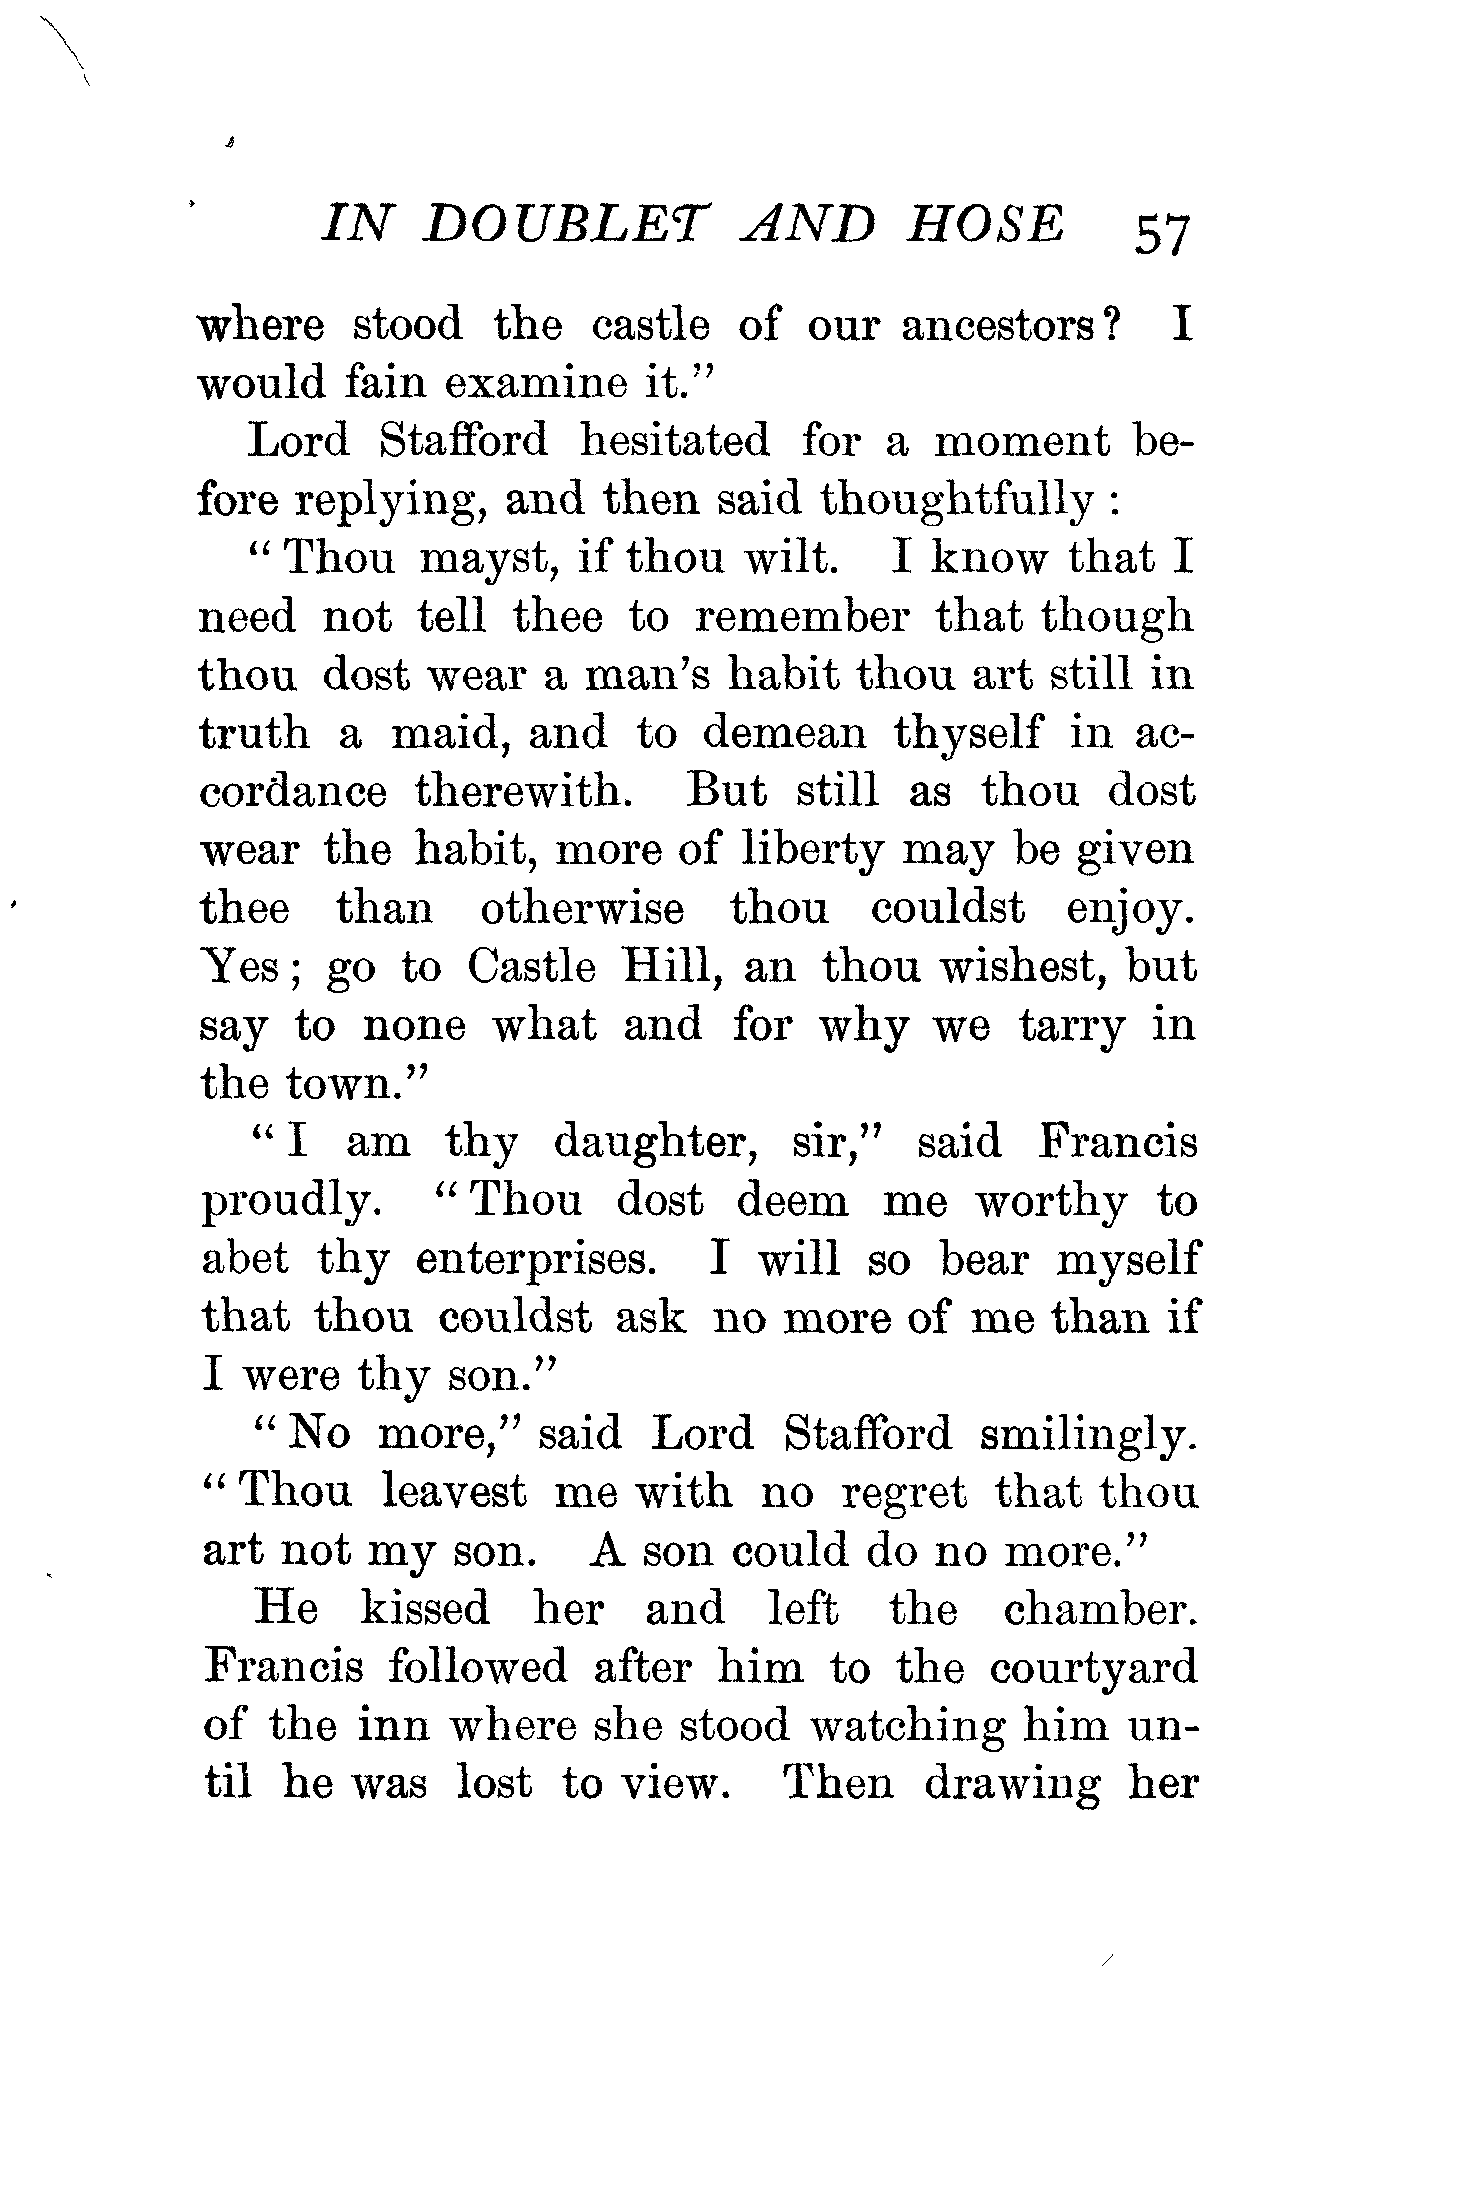 IN DOUBLET AND HOSE 57
where stood the castle of our ancestors? I
would fain examine it.”
Lord Stafford hesitated for a moment be-
fore replying, and then said thoughtfully :
“ Thou mayst, if thou wilt. I know that I
need not tell thee to remember that though
thou dost wear a man’s habit thou art still in
truth a maid, and to demean thyself in ac-
cordance therewith. But still as thou dost
wear the habit, more of liberty may be given
thee than otherwise thou couldst enjoy.
Yes ; go to Castle Hill, an thou wishest, but
say to none what and for why we tarry in
the town.”
“ I am thy daughter, sir,” said Francis
proudly. “ Thou dost deem me worthy to
abet thy enterprises. I will so bear myself
that thou couldst ask no more of me than if
I were thy son.”
“ No more,” said Lord Stafford smilingly.
“ Thou leavest me with no regret that thou
art not my son. A son could do no more.”
He kissed her and left the chamber.
Francis followed after him to the courtyard
of the inn where she stood watching him un-
til he was lost to view. Then drawing her